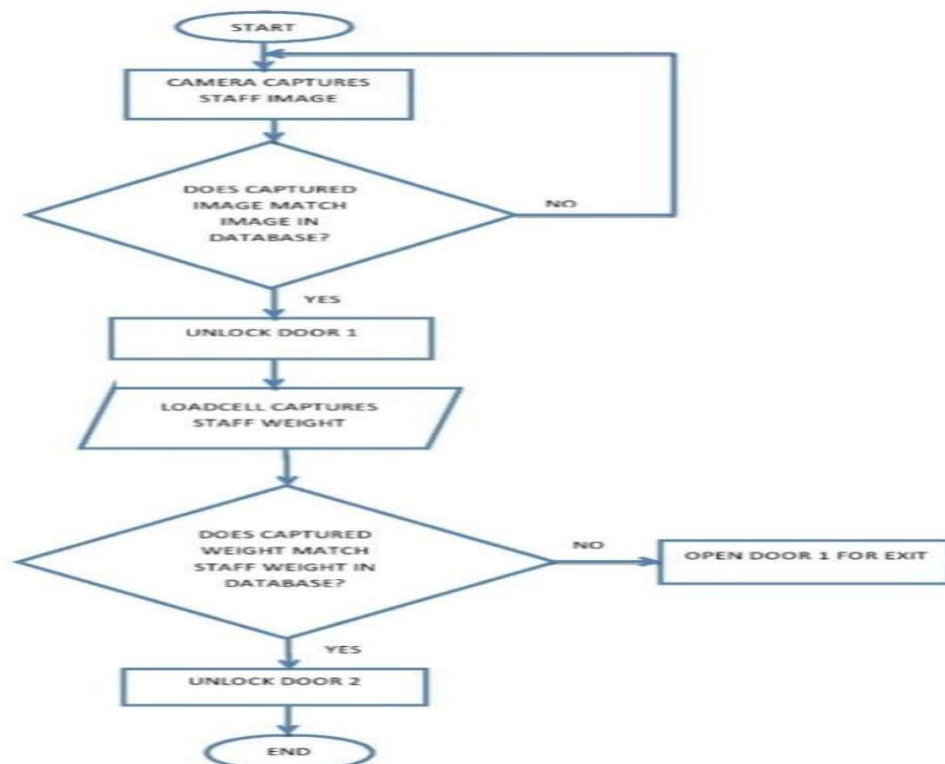 START
CAMERA CAPTURES
STAFF IMAGE
DOES CAPTURED
IMAGE MATCH
IMAGE IN
DATABASE?
NO
YES
UNLOCK DOOR 1
LOADCELL CAPTURES
STAFF WEIGHT
DOES CAPTURED
WEIGHT MATCH
STAFF WEIGHT IN
DATABASE?
NO
OPEN DOOR 1 FOR EXIT
YES
UNLOCK DOOR 2
END